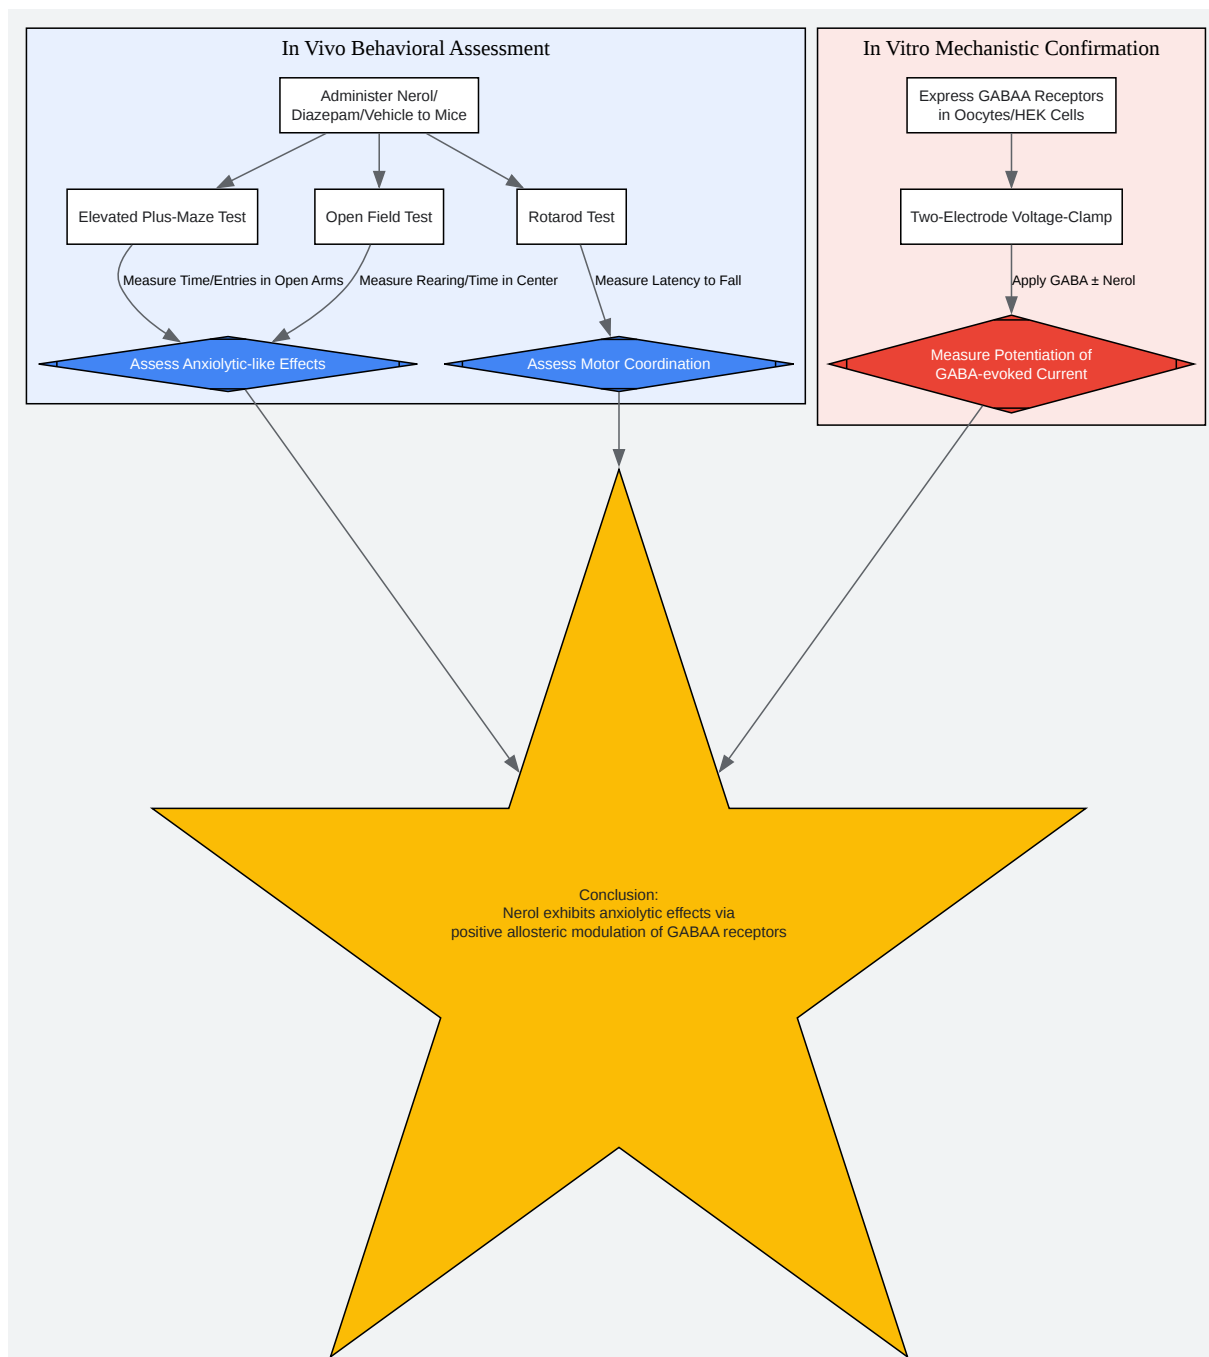 In Vivo Behavioral Assessment
Administer Nerol/
Diazepam/Vehicle to Mice
Elevated Plus-Maze Test
Open Field Test
Rotarod Test
Measure Time/Entries in Open Arms
Measure Rearing/Time in Center
Measure Latency to Fall
Assess Anxiolytic-like Effects
Assess Motor Coordination
In Vitro Mechanistic Confirmation
Express GABAA Receptors
in Oocytes/HEK Cells
Two-Electrode Voltage-Clamp
Apply GABA ± Nerol
Measure Potentiation of
GABA-evoked Current
Conclusion:
Nerol exhibits anxiolytic effects via
positive allosteric modulation of GABAA receptors